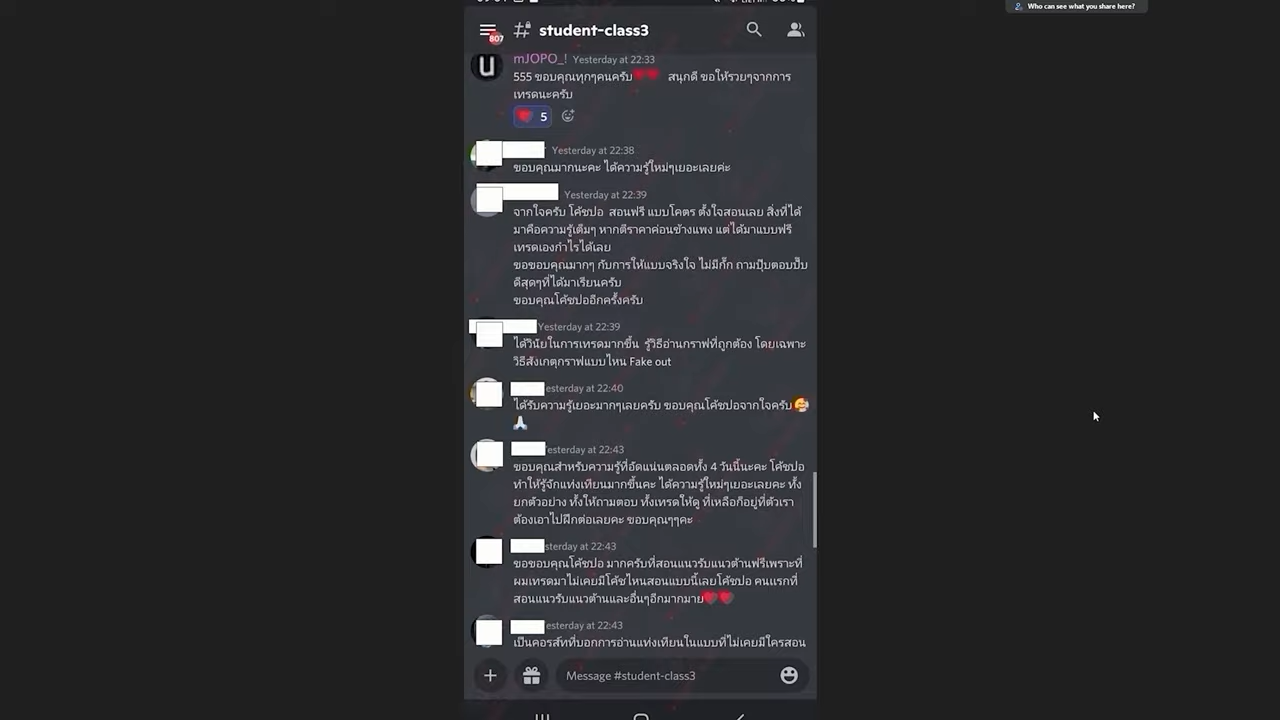 Who can see what you share here?
807
# student-class3
mJOPO_! Yesterday at 22:33
555 ขอบคุณทุกๆคนครับ❤❤ สนุกดี ขอให้รวยๆจากการ
เทรดนะครับ
❤ 5
Yesterday at 22:38
ขอบคุณมากนะคะ ได้ความรู้ใหม่ๆเยอะเลยค่ะ
Yesterday at 22:39
จากใจครับ โค้ชปอ สอนฟรี แบบโคตร ตั้งใจสอนเลย สิ่งที่ได้
มาคือความรู้เต็มๆ หากตีราคาค่อนข้างแพง แต่ได้มาแบบฟรี
เทรดเองกำไรได้เลย
ขอขอบคุณมากๆ กับการให้แบบจริงใจ ไม่มีกั๊ก ถามปุ๊บตอบปั๊บ
ดีสุดๆที่ได้มาเรียนครับ
ขอบคุณโค้ชปออีกครั้งครับ
Yesterday at 22:39
ได้วินัยในการเทรดมากขึ้น รู้วิธีอ่านกราฟที่ถูกต้อง โดยเฉพาะ
วิธีสังเกตุกราฟแบบไหน Fake out
esterday at 22:40
ได้รับความรู้เยอะมากๆเลยครับ ขอบคุณโค้ชปอจากใจครับ🥰
🙏
esterday at 22:43
ขอบคุณสำหรับความรู้ที่อัดแน่นตลอดทั้ง 4 วันนี้นะคะ โค้ชปอ
ทำให้รู้จักแท่งเทียนมากขึ้นคะ ได้ความรู้ใหม่ๆเยอะเลยคะ ทั้ง
ยกตัวอย่าง ทั้งให้ถามตอบ ทั้งเทรดให้ดู ที่เหลือก็อยู่ที่ตัวเรา
ต้องเอาไปฝึกต่อเลยคะ ขอบคุณๆๆคะ
sterday at 22:43
ขอขอบคุณโค้ชปอ มากครับที่สอนแนวรับแนวต้านฟรีเพราะที่
ผมเทรดมาไม่เคยมีโค้ชไหนสอนแบบนี้เลยโค้ชปอ คนแรกที่
สอนแนวรับแนวต้านและอื่นๆอีกมากมาย❤❤
esterday at 22:43
เป็นคอรส์ทที่บอกการอ่านแท่งเทียนในแบบที่ไม่เคยมีใครสอน
Message #student-class3